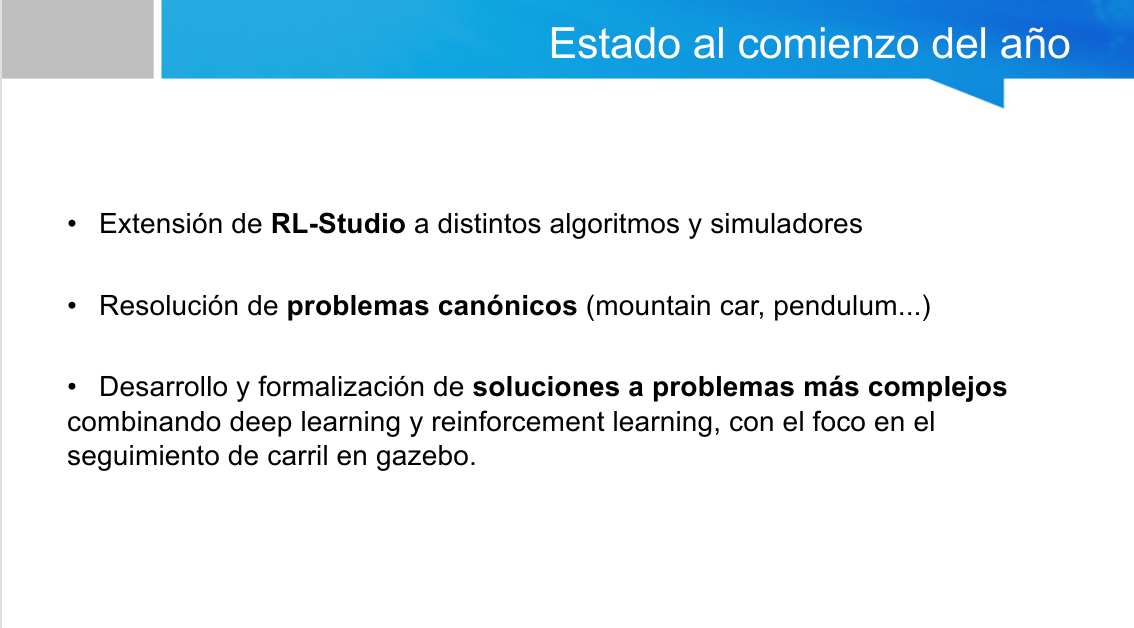 Estado al comienzo del año
• Extensión de RL-Studio a distintos algoritmos y simuladores
• Resolución de problemas canónicos (mountain car, pendulum...)
• Desarrollo y formalización de soluciones a problemas más complejos
combinando deep learning y reinforcement learning, con el foco en el
seguimiento de carril en gazebo.